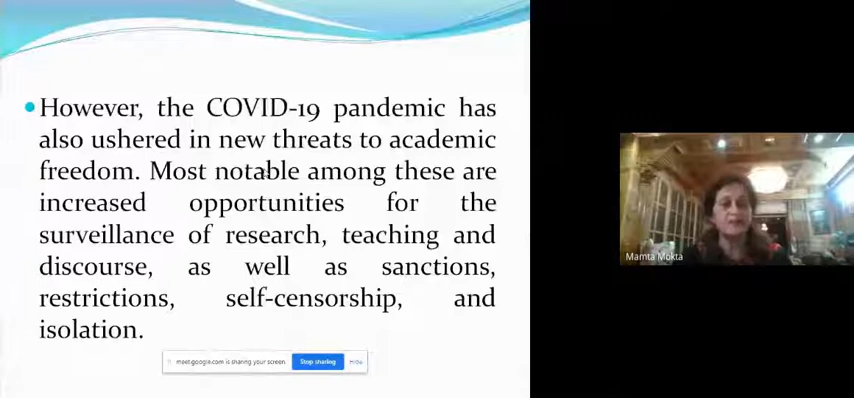 However, the COVID-19 pandemic has
also ushered in new threats to academic
freedom. Most notable among these are
increased opportunities for the
surveillance of research, teaching and
discourse, as well as sanctions,
restrictions, self-censorship, and
isolation.
meet.google.com is sharing your screen. Stop sharing Hide
Mamta Mokta